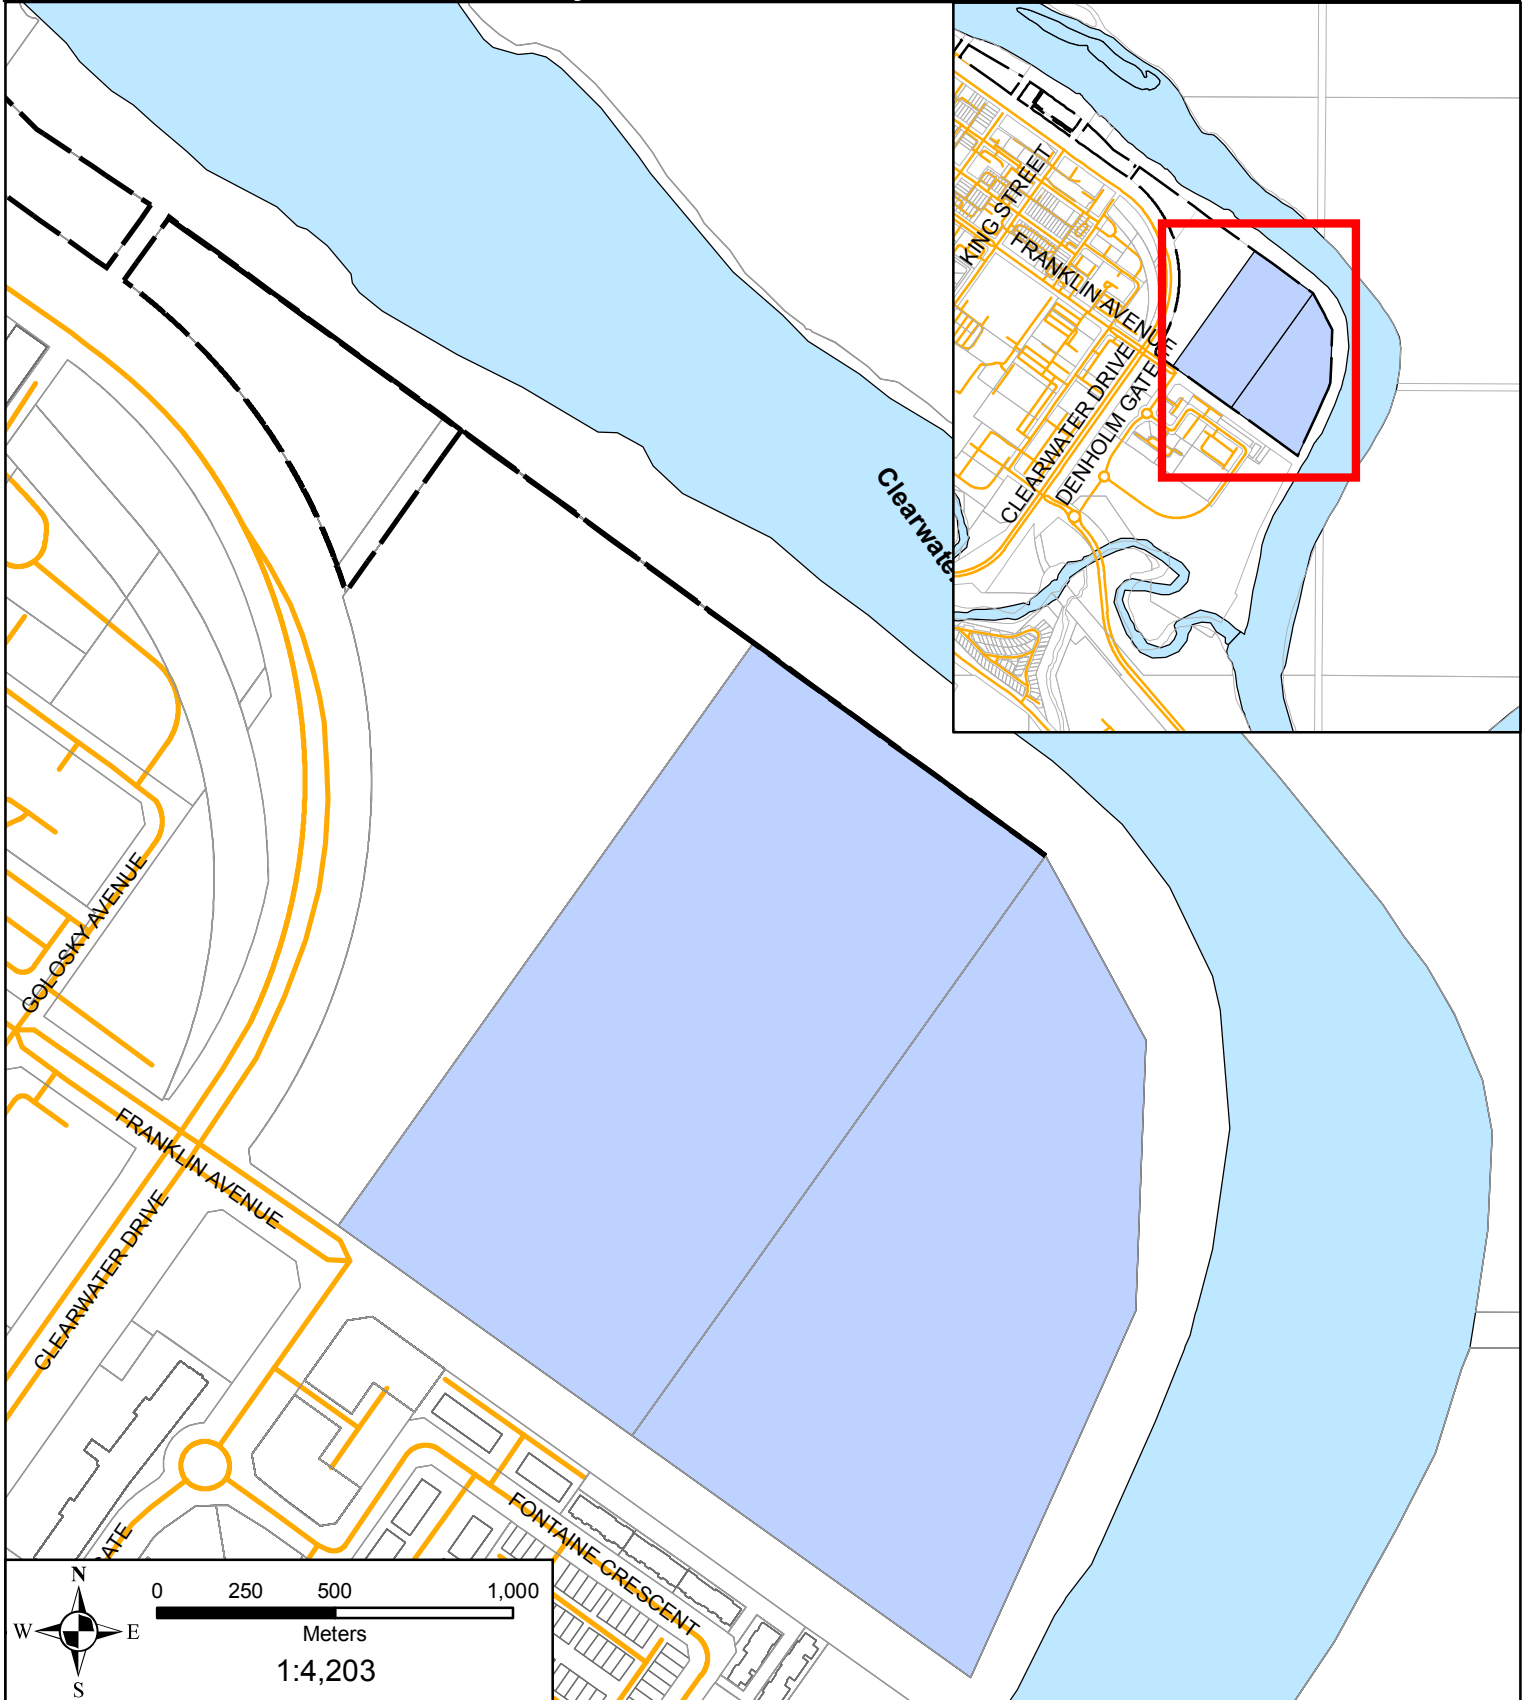 KING STREET
FRANKLIN AVENUE
CLEARWATER DRIVE
DENHOLM GATE
Clearwater
GOLOSKY AVENUE
FRANKLIN AVENUE
CLEARWATER DRIVE
FONTAINE CRESCENT
GATE
N
W E
S
0 250 500 1,000
Meters
1:4,203